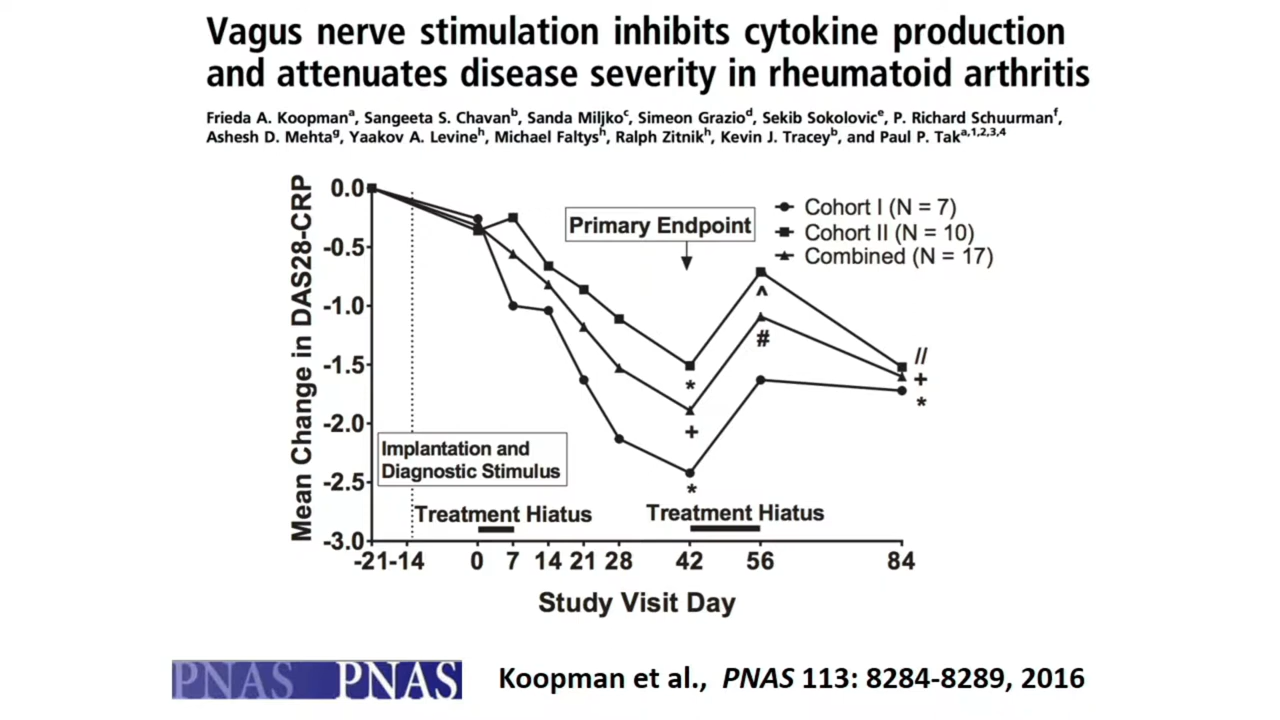 Vagus nerve stimulation inhibits cytokine production
and attenuates disease severity in rheumatoid arthritis
Frieda A. Koopmanᵃ, Sangeeta S. Chavanᵇ, Sanda Miljkoᶜ, Simeon Grazioᵈ, Sekib Sokolovicᵉ, P. Richard Schuurmanᶠ,
Ashesh D. Mehtaᵍ, Yaakov A. Levineʰ, Michael Faltysʰ, Ralph Zitnikʰ, Kevin J. Traceyᵇ, and Paul P. Takᵃ,¹,²,³,⁴
Mean Change in DAS28-CRP
0.0
-0.5
-1.0
-1.5
-2.0
-2.5
-3.0
Primary Endpoint
Cohort I (N = 7)
Cohort II (N = 10)
Combined (N = 17)
^
#
*
+
*
//
+
*
Implantation and
Diagnostic Stimulus
Treatment Hiatus
Treatment Hiatus
-21 -14 0 7 14 21 28 42 56 84
Study Visit Day
PNAS PNAS
Koopman et al., PNAS 113: 8284-8289, 2016